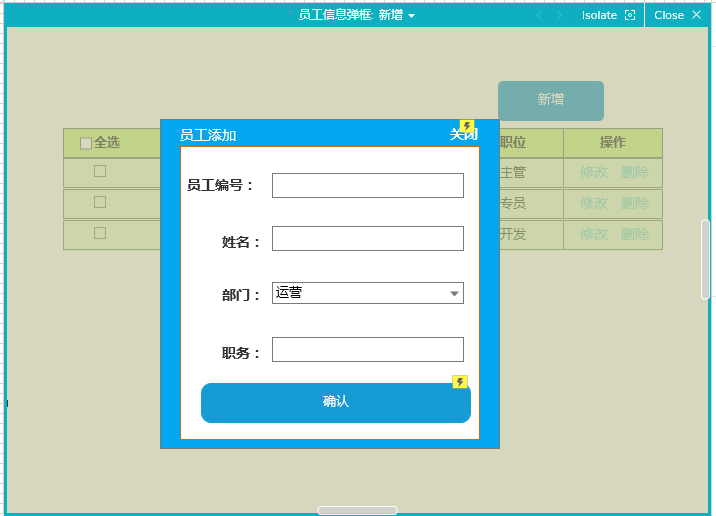 员工信息弹框: 新增 Isolate Close
新增
员工添加 关闭
全选 职位 操作
主管 修改 删除
员工编号：
专员 修改 删除
姓名：
开发 修改 删除
部门： 运营
职务：
确认